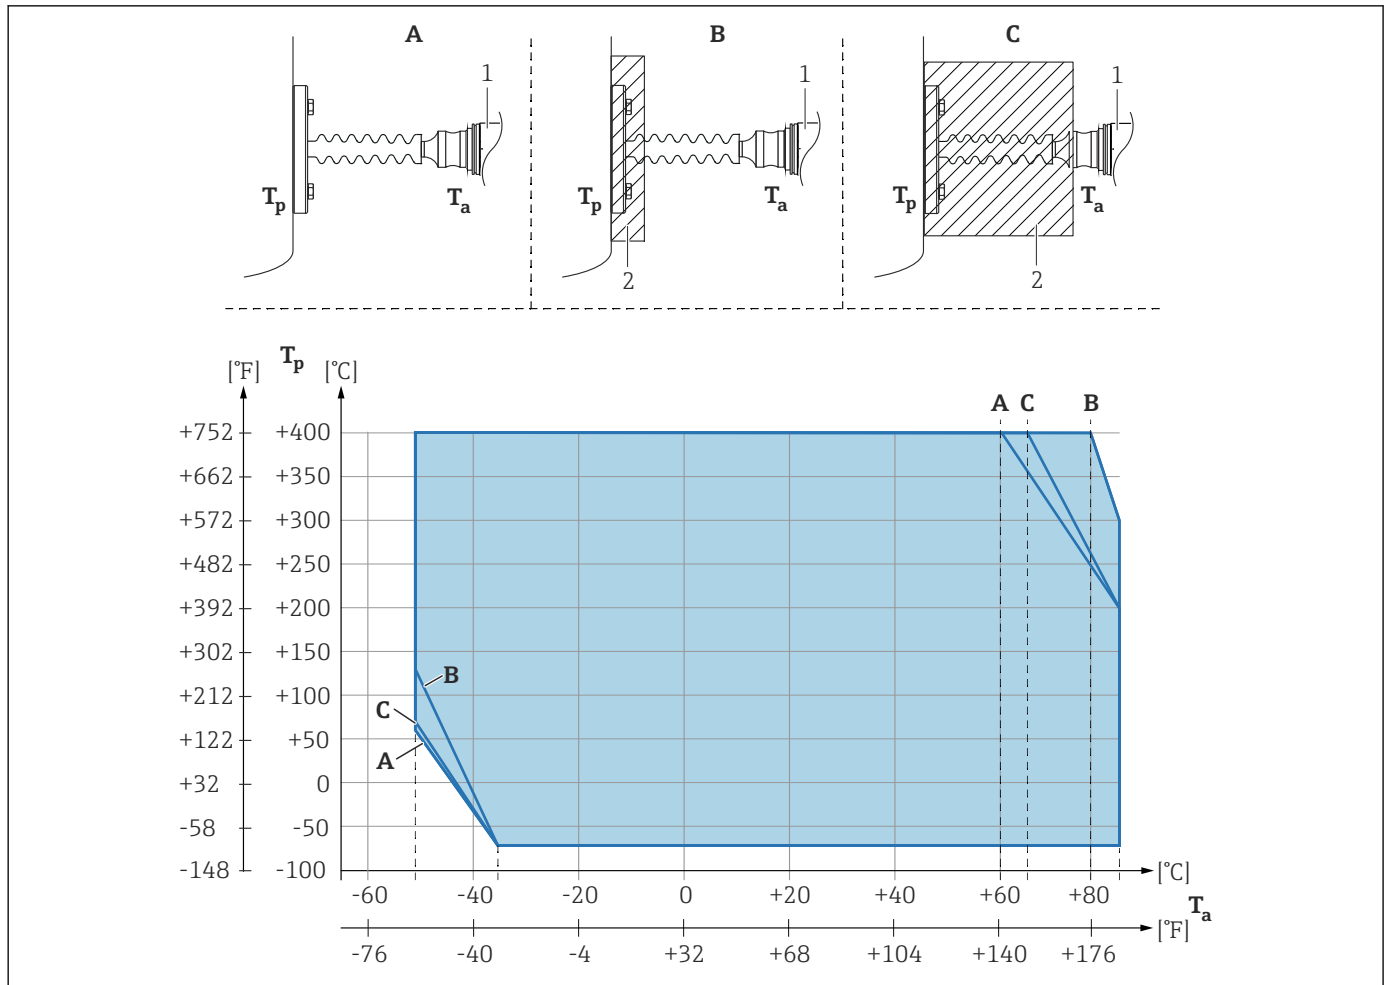 A B C
1 1 1
Tp Ta Tp Ta Tp Ta
2 2
[°F] Tp [°C]
A C B
+752 +400
+662 +350
+572 +300
+482 +250
+392 +200
+302 +150
B
+212 +100
C
+122 +50
A
+32 0
-58 -50
-148 -100
[°C]
-60 -40 -20 0 +20 +40 +60 +80
Ta
[°F]
-76 -40 -4 +32 +68 +104 +140 +176